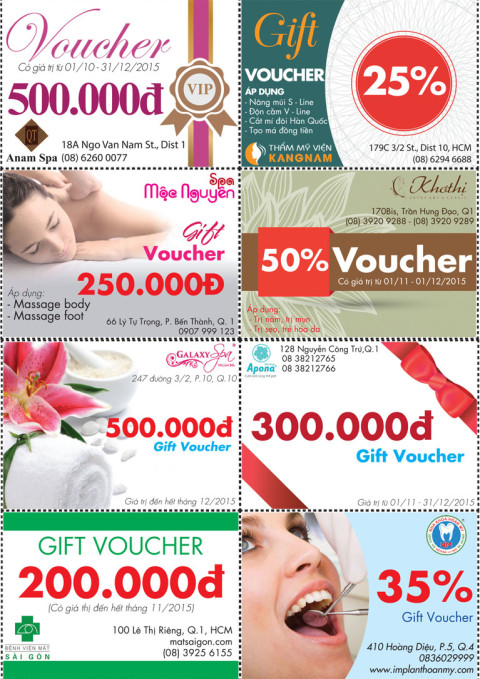 Voucher
Có giá trị từ 01/10 - 31/12/2015
500.000đ
VIP
QT
Anam Spa
18A Ngo Van Nam St., Dist 1
(08) 6260 0077
Gift
VOUCHER
ÁP DỤNG
- Nâng mũi S - Line
- Độn cằm V - Line
- Cắt mí đôi Hàn Quốc
- Tạo má đồng tiền
25%
THẨM MỸ VIỆN
KANGNAM
179C 3/2 St., Dist 10, HCM
(08) 6294 6688
Spa
Mộc Nguyên
Gift
Voucher
250.000Đ
Áp dụng:
- Massage body
- Massage foot
66 Lý Tự Trọng, P. Bến Thành, Q. 1
0907 999 123
Khothi
170Bis, Trần Hưng Đạo, Q1
(08) 3920 9288 - (08) 3920 9289
50% Voucher
Có giá trị từ 01/11 - 01/12/2015
Áp dụng:
- Trị nám, trị mụn
- Trị sẹo, trẻ hóa da
GALAXY Spa
247 đường 3/2, P.10, Q.10
500.000đ
Gift Voucher
Giá trị đến hết tháng 12/2015
Apona
128 Nguyễn Công Trứ,Q.1
08 38212765
08 38212766
300.000đ
Gift Voucher
Giá trị từ 01/11 - 31/12/2015
GIFT VOUCHER
200.000đ
(Có giá thị đến hết tháng 11/2015)
BỆNH VIỆN MẮT
SÀI GÒN
100 Lê Thị Riêng, Q.1, HCM
matsaigon.com
(08) 3925 6155
NHA KHOA HOÀN MỸ
35%
Gift Voucher
410 Hoàng Diệu, P.5, Q.4
0836029999
www.implanthoanmy.com